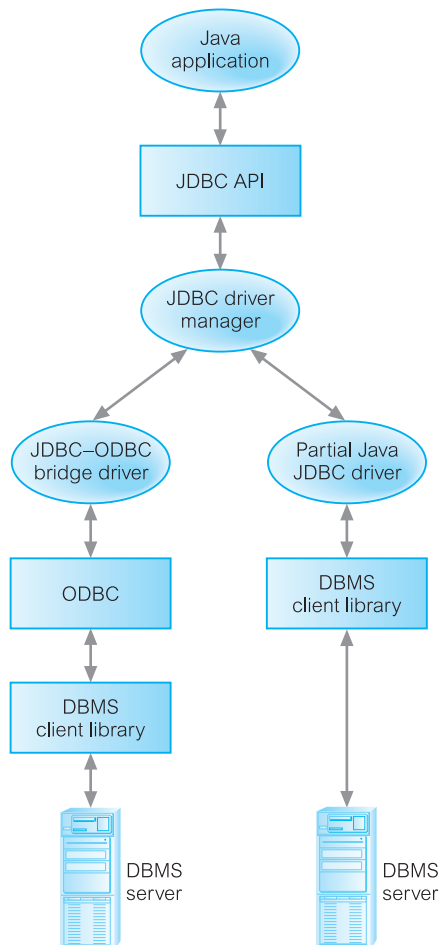 Java
application
JDBC API
JDBC driver
manager
JDBC–ODBC
bridge driver
Partial Java
JDBC driver
ODBC
DBMS
client library
DBMS
client library
DBMS
server
DBMS
server